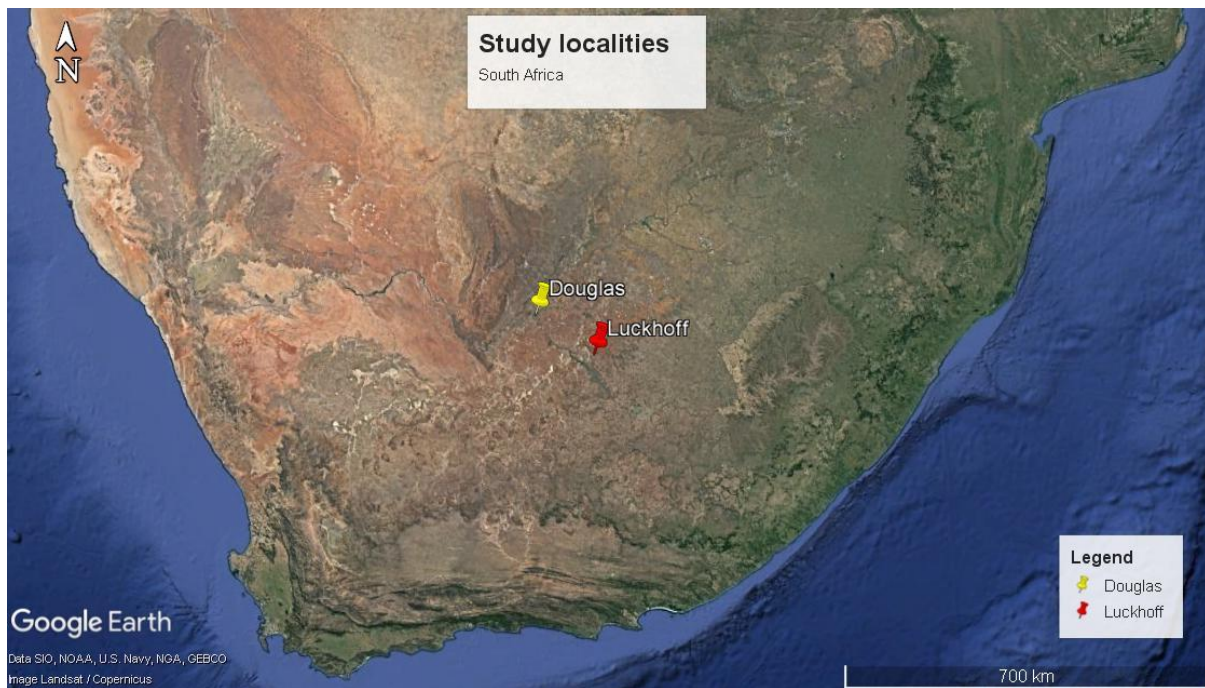 N
Study localities
South Africa
Douglas
Luckhoff
Legend
Douglas
Luckhoff
Google Earth
Data SIO, NOAA, U.S. Navy, NGA, GEBCO
Image Landsat / Copernicus
700 km